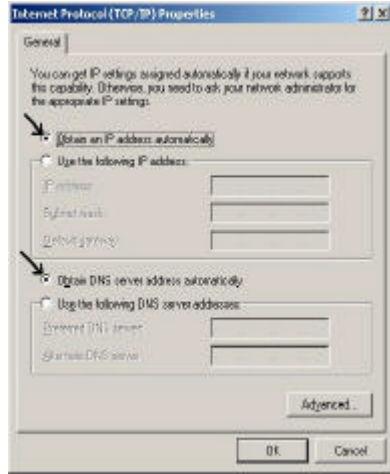 Internet Protocol (TCP/IP) Properties
General
You can get IP settings assigned automatically if your network supports
this capability. Otherwise, you need to ask your network administrator for
the appropriate IP settings.
Obtain an IP address automatically
Use the following IP address:
IP address:
Subnet mask:
Default gateway:
Obtain DNS server address automatically
Use the following DNS server addresses:
Preferred DNS server:
Alternate DNS server:
Advanced...
OK
Cancel